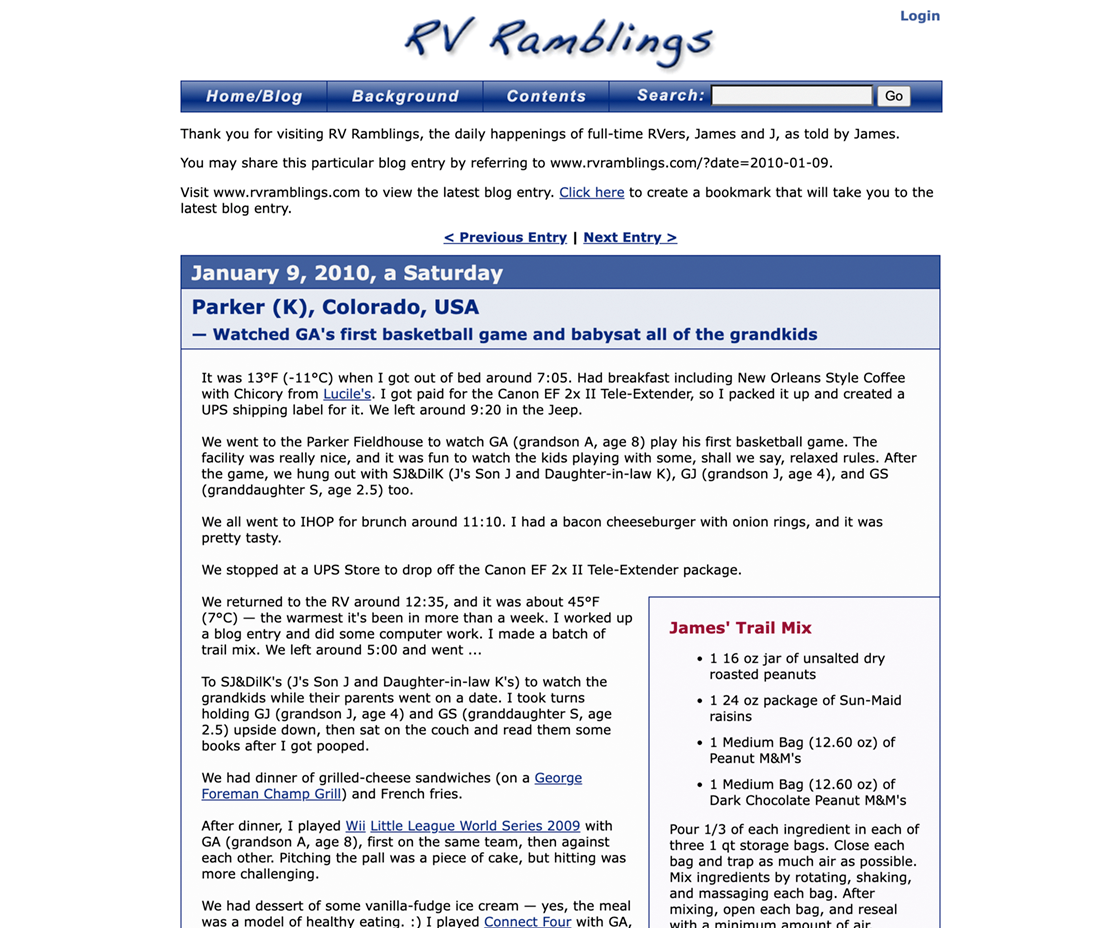 Login
RV Ramblings
Home/Blog Background Contents Search: Go
Thank you for visiting RV Ramblings, the daily happenings of full-time RVers, James and J, as told by James.
You may share this particular blog entry by referring to www.rvramblings.com/?date=2010-01-09.
Visit www.rvramblings.com to view the latest blog entry. Click here to create a bookmark that will take you to the
latest blog entry.
< Previous Entry | Next Entry >
January 9, 2010, a Saturday
Parker (K), Colorado, USA
— Watched GA's first basketball game and babysat all of the grandkids
It was 13°F (-11°C) when I got out of bed around 7:05. Had breakfast including New Orleans Style Coffee
with Chicory from Lucile's. I got paid for the Canon EF 2x II Tele-Extender, so I packed it up and created a
UPS shipping label for it. We left around 9:20 in the Jeep.
We went to the Parker Fieldhouse to watch GA (grandson A, age 8) play his first basketball game. The
facility was really nice, and it was fun to watch the kids playing with some, shall we say, relaxed rules. After
the game, we hung out with SJ&DilK (J's Son J and Daughter-in-law K), GJ (grandson J, age 4), and GS
(granddaughter S, age 2.5) too.
We all went to IHOP for brunch around 11:10. I had a bacon cheeseburger with onion rings, and it was
pretty tasty.
We stopped at a UPS Store to drop off the Canon EF 2x II Tele-Extender package.
We returned to the RV around 12:35, and it was about 45°F
(7°C) — the warmest it's been in more than a week. I worked up
a blog entry and did some computer work. I made a batch of
trail mix. We left around 5:00 and went ...
To SJ&DilK's (J's Son J and Daughter-in-law K's) to watch the
grandkids while their parents went on a date. I took turns
holding GJ (grandson J, age 4) and GS (granddaughter S, age
2.5) upside down, then sat on the couch and read them some
books after I got pooped.
We had dinner of grilled-cheese sandwiches (on a George
Foreman Champ Grill) and French fries.
After dinner, I played Wii Little League World Series 2009 with
GA (grandson A, age 8), first on the same team, then against
each other. Pitching the pall was a piece of cake, but hitting was
more challenging.
We had dessert of some vanilla-fudge ice cream — yes, the meal
was a model of healthy eating. :) I played Connect Four with GA,
James' Trail Mix
• 1 16 oz jar of unsalted dry
roasted peanuts
• 1 24 oz package of Sun-Maid
raisins
• 1 Medium Bag (12.60 oz) of
Peanut M&M's
• 1 Medium Bag (12.60 oz) of
Dark Chocolate Peanut M&M's
Pour 1/3 of each ingredient in each of
three 1 qt storage bags. Close each
bag and trap as much air as possible.
Mix ingredients by rotating, shaking,
and massaging each bag. After
mixing, open each bag, and reseal
with a minimum amount of air